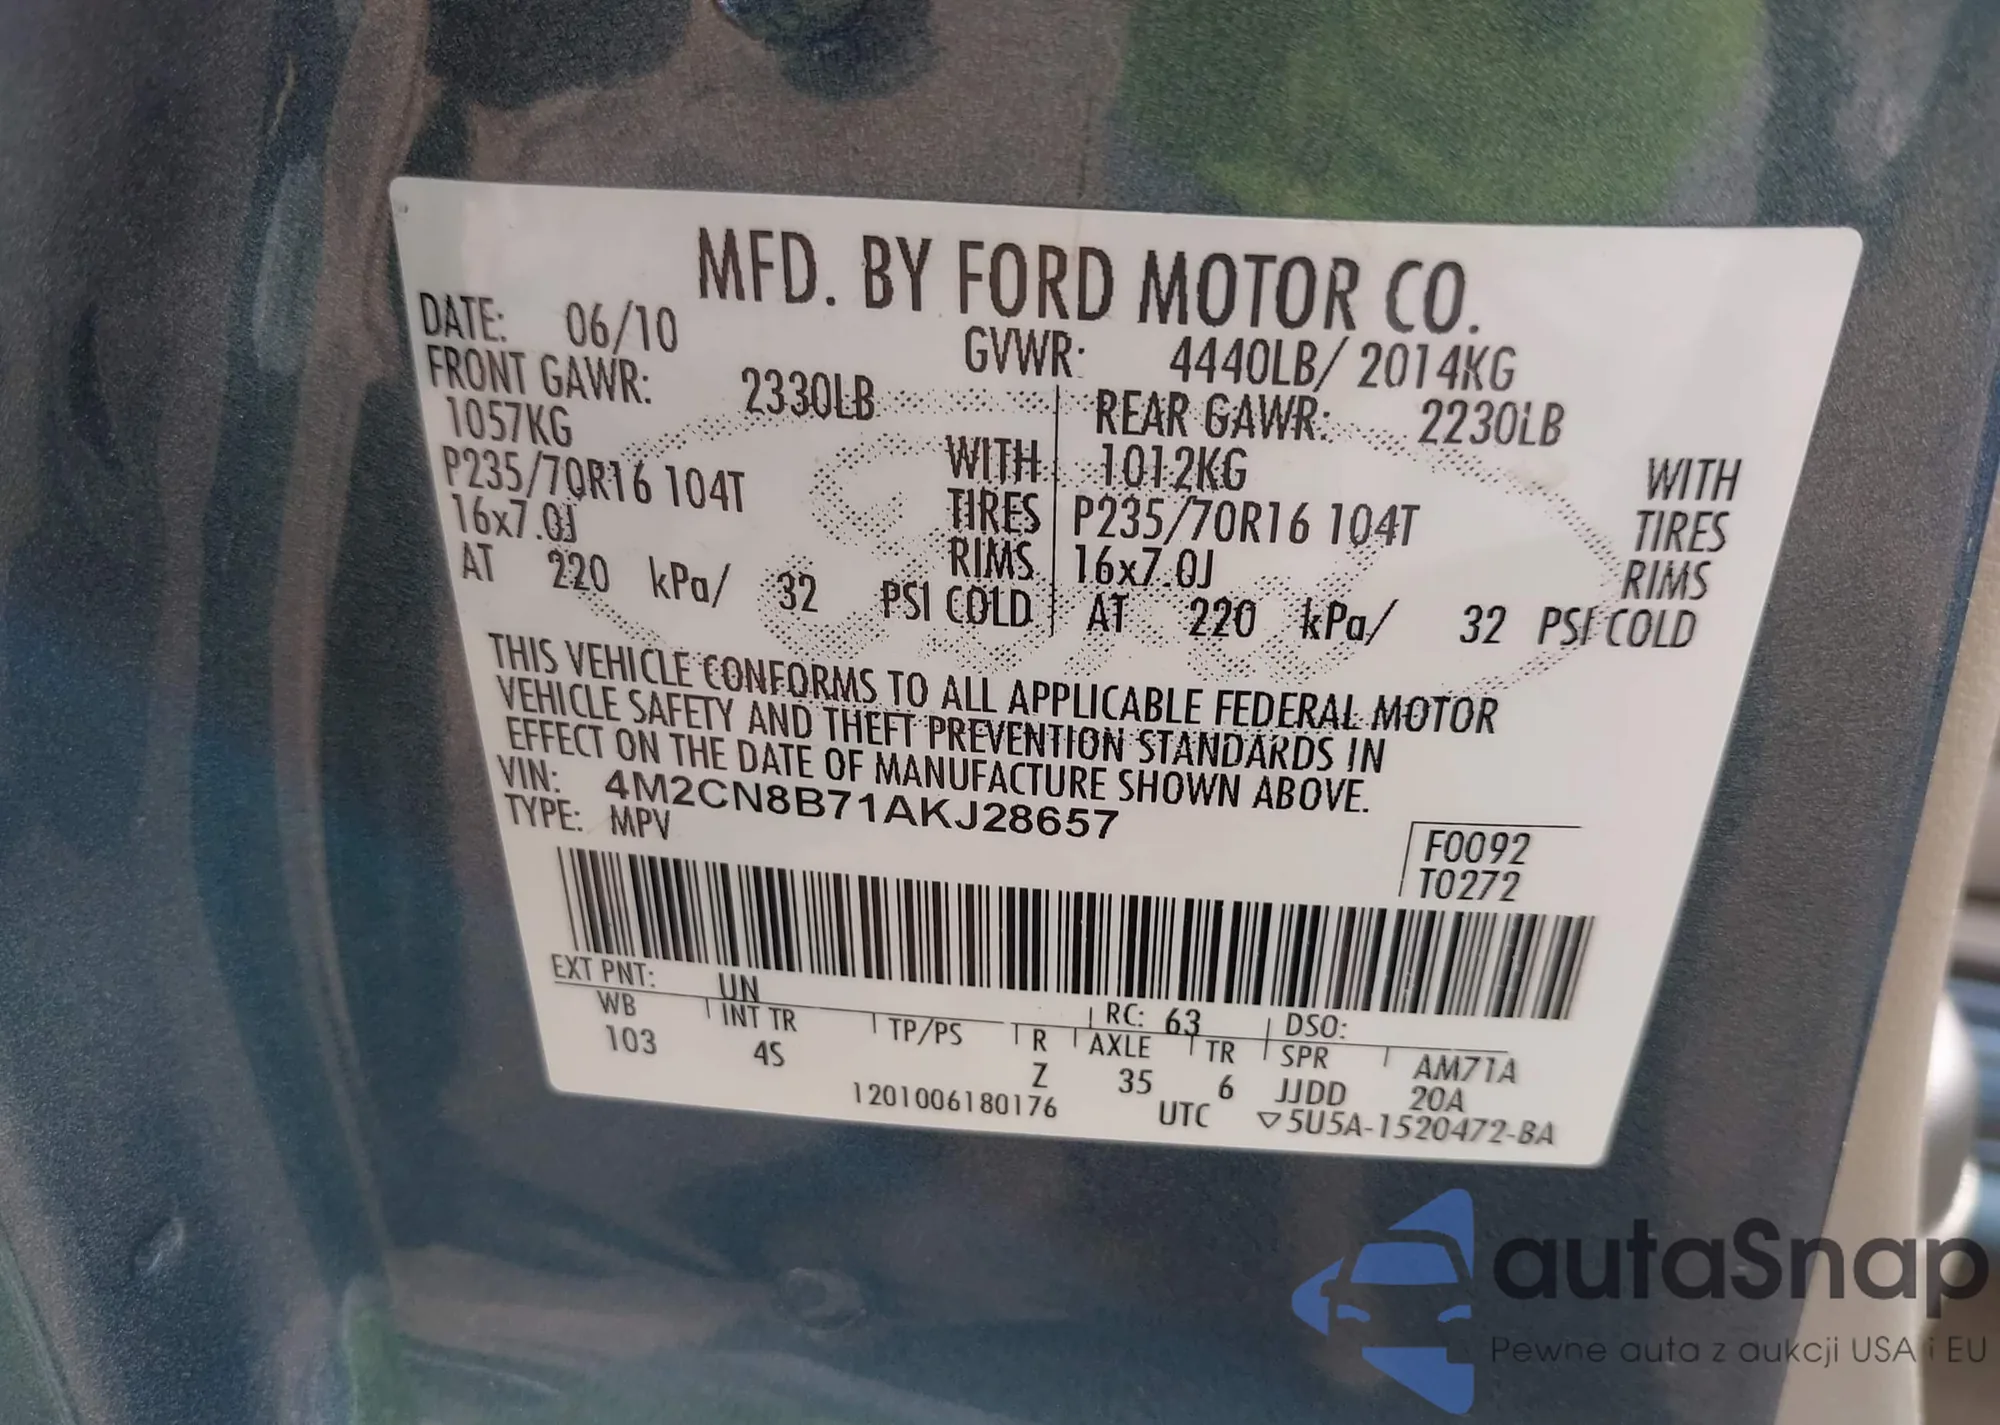 MFD. BY FORD MOTOR CO.
DATE: 06/10 GVWR: 4440LB/ 2014KG
FRONT GAWR: 2330LB REAR GAWR: 2230LB
1057KG WITH 1012KG WITH
P235/70R16 104T TIRES P235/70R16 104T TIRES
16x7.0J RIMS 16x7.0J RIMS
AT 220 kPa/ 32 PSI COLD AT 220 kPa/ 32 PSI COLD
THIS VEHICLE CONFORMS TO ALL APPLICABLE FEDERAL MOTOR
VEHICLE SAFETY AND THEFT PREVENTION STANDARDS IN
EFFECT ON THE DATE OF MANUFACTURE SHOWN ABOVE.
VIN: 4M2CN8B71AKJ28657
TYPE: MPV
F0092
T0272
EXT PNT: UN RC: 63 DSO:
WB INT TR TP/PS R AXLE TR SPR AM71A
103 4S Z 35 6 JJDD 20A
1201006180176 UTC ▽5U5A-1520472-BA
autaSnap
Pewne auta z aukcji USA i EU